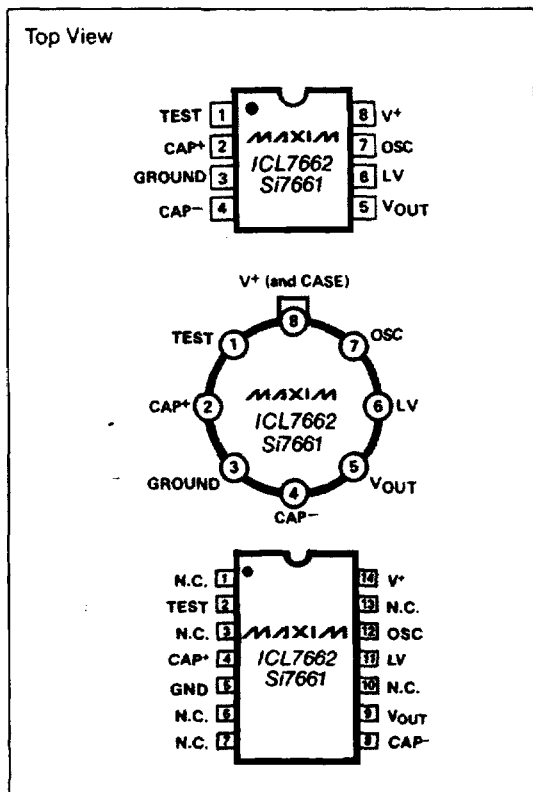 Top View
TEST 1 8 V+
CAP+ 2 MAXIM 7 OSC
GROUND 3 ICL7662 6 LV
CAP− 4 Si7661 5 VOUT
V+ (and CASE)
8
TEST 1 7 OSC
CAP+ 2 MAXIM 6 LV
ICL7662
Si7661
GROUND 3 5 VOUT
4
CAP−
N.C. 1 14 V+
TEST 2 13 N.C.
N.C. 3 MAXIM 12 OSC
CAP+ 4 ICL7662 11 LV
GND 5 Si7661 10 N.C.
N.C. 6 9 VOUT
N.C. 7 8 CAP−